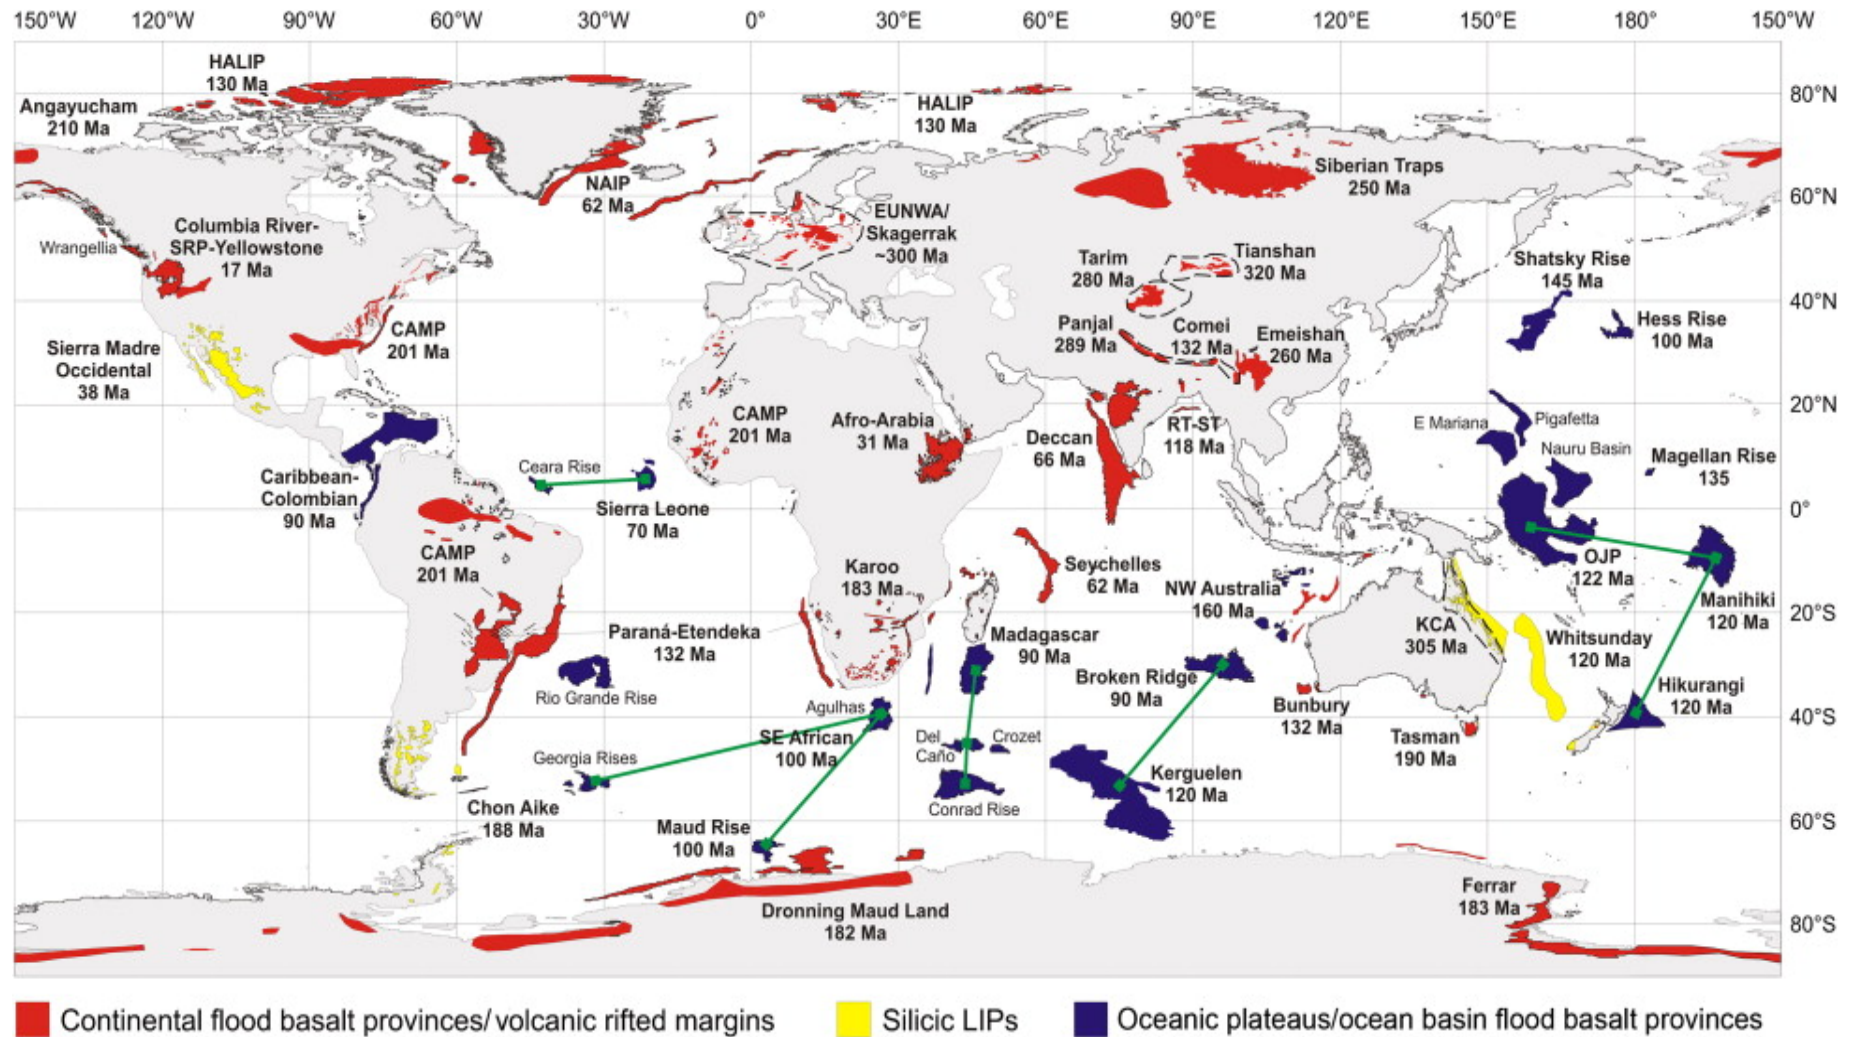 150°W 120°W 90°W 60°W 30°W 0° 30°E 60°E 90°E 120°E 150°E 180° 150°W
HALIP
130 Ma
Angayucham
210 Ma
HALIP
130 Ma
80°N
Siberian Traps
250 Ma
NAIP
62 Ma
60°N
Columbia River-
SRP-Yellowstone
17 Ma
Wrangellia
EUNWA/
Skagerrak
~300 Ma
Tarim
280 Ma
Tianshan
320 Ma
Shatsky Rise
145 Ma
40°N
CAMP
201 Ma
Panjal
289 Ma
Comei
132 Ma
Emeishan
260 Ma
Hess Rise
100 Ma
Sierra Madre
Occidental
38 Ma
20°N
CAMP
201 Ma
Afro-Arabia
31 Ma
Deccan
66 Ma
RT-ST
118 Ma
E Mariana
Pigafetta
Nauru Basin
Magellan Rise
135
Caribbean-
Colombian
90 Ma
Ceara Rise
Sierra Leone
70 Ma
0°
CAMP
201 Ma
Karoo
183 Ma
Seychelles
62 Ma
NW Australia
160 Ma
OJP
122 Ma
Manihiki
120 Ma
20°S
Paraná-Etendeka
132 Ma
Madagascar
90 Ma
KCA
305 Ma
Whitsunday
120 Ma
Rio Grande Rise
Broken Ridge
90 Ma
Bunbury
132 Ma
Hikurangi
120 Ma
Agulhas
40°S
SE African
100 Ma
Del
Caño
Crozet
Tasman
190 Ma
Georgia Rises
Kerguelen
120 Ma
Chon Aike
188 Ma
Conrad Rise
Maud Rise
100 Ma
60°S
Ferrar
183 Ma
Dronning Maud Land
182 Ma
80°S
Continental flood basalt provinces/volcanic rifted margins
Silicic LIPs
Oceanic plateaus/ocean basin flood basalt provinces